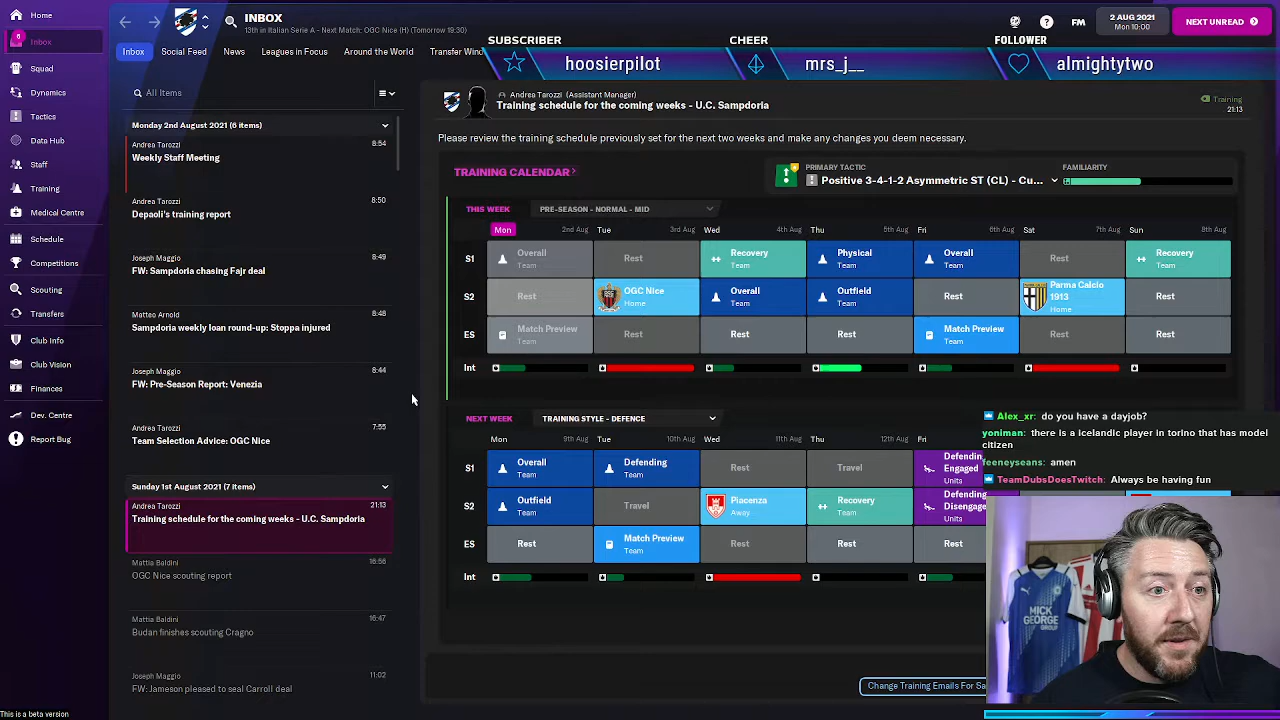 Home
6
Inbox
Squad
Dynamics
Tactics
Data Hub
Staff
Training
Medical Centre
Schedule
Competitions
Scouting
Transfers
Club Info
Club Vision
Finances
Dev. Centre
Report Bug
This is a beta version
INBOX
13th in Italian Serie A - Next Match: OGC Nice (H) (Tomorrow 19:30)
FM
2 AUG 2021
Mon 10:00
NEXT UNREAD
Inbox
Social Feed
News
Leagues in Focus
Around the World
Transfer Wind
SUBSCRIBER
hoosierpilot
CHEER
mrs_j__
FOLLOWER
almightytwo
All Items
Monday 2nd August 2021 (6 items)
Andrea Tarozzi 8:54
Weekly Staff Meeting
Andrea Tarozzi 8:50
Depaoli's training report
Joseph Maggio 8:49
FW: Sampdoria chasing Fajr deal
Matteo Arnold 8:48
Sampdoria weekly loan round-up: Stoppa injured
Joseph Maggio 8:44
FW: Pre-Season Report: Venezia
Andrea Tarozzi 7:55
Team Selection Advice: OGC Nice
Sunday 1st August 2021 (7 items)
Andrea Tarozzi 21:13
Training schedule for the coming weeks - U.C. Sampdoria
Mattia Baldini 16:56
OGC Nice scouting report
Mattia Baldini 16:47
Budan finishes scouting Cragno
Joseph Maggio 11:02
FW: Jameson pleased to seal Carroll deal
Andrea Tarozzi (Assistant Manager)
Training schedule for the coming weeks - U.C. Sampdoria
Training
21:13
Please review the training schedule previously set for the next two weeks and make any changes you deem necessary.
TRAINING CALENDAR
PRIMARY TACTIC
Positive 3-4-1-2 Asymmetric ST (CL) - Cu...
FAMILIARITY
THIS WEEK PRE-SEASON - NORMAL - MID
Mon 2nd Aug Tue 3rd Aug Wed 4th Aug Thu 5th Aug Fri 6th Aug Sat 7th Aug Sun 8th Aug
S1 Overall Team Rest Recovery Team Physical Team Overall Team Rest Recovery Team
S2 Rest OGC Nice Home Overall Team Outfield Team Rest Parma Calcio 1913 Home Rest
ES Match Preview Team Rest Rest Rest Match Preview Team Rest Rest
Int
NEXT WEEK TRAINING STYLE - DEFENCE
Mon 9th Aug Tue 10th Aug Wed 11th Aug Thu 12th Aug Fri
S1 Overall Team Defending Team Rest Travel Defending Engaged Units
S2 Outfield Team Travel Piacenza Away Recovery Team Defending Disengage Units
ES Rest Match Preview Team Rest Rest Rest
Int
Change Training Emails For Sa
Alex_xr: do you have a dayjob?
yoniman: there is a icelandic player in torino that has model
citizen
feeneyseans: amen
TeamDubsDoesTwitch: Always be having fun
MICK
GEORGE